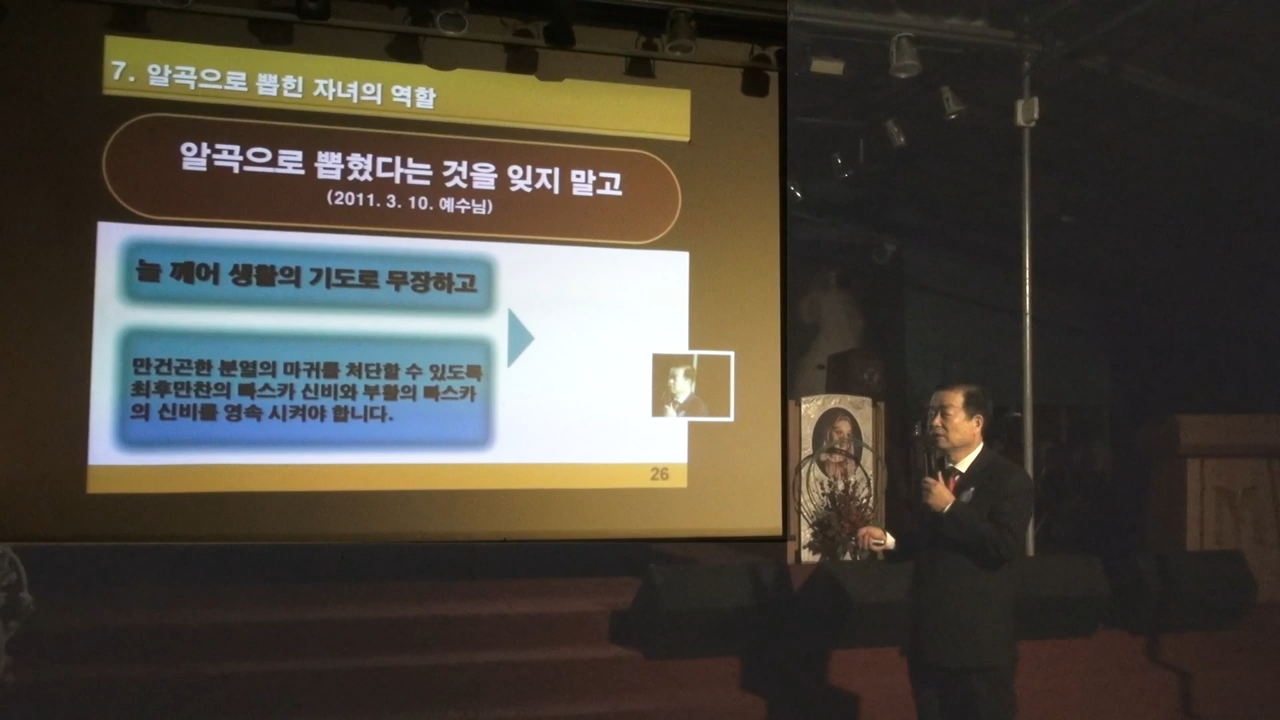 7. 알곡으로 뽑힌 자녀의 역할
알곡으로 뽑혔다는 것을 잊지 말고
(2011. 3. 10. 예수님)
늘 깨어 생활의 기도로 무장하고
만건곤한 분열의 마귀를 처단할 수 있도록
최후만찬의 빠스카 신비와 부활의 빠스카
의 신비를 영속 시켜야 합니다.
26
M